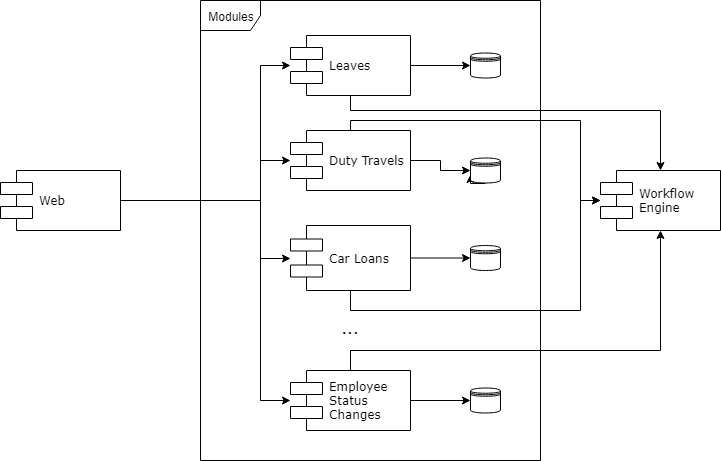 Modules
Leaves
Duty Travels
Web
Workflow
Engine
Car Loans
...
Employee
Status
Changes